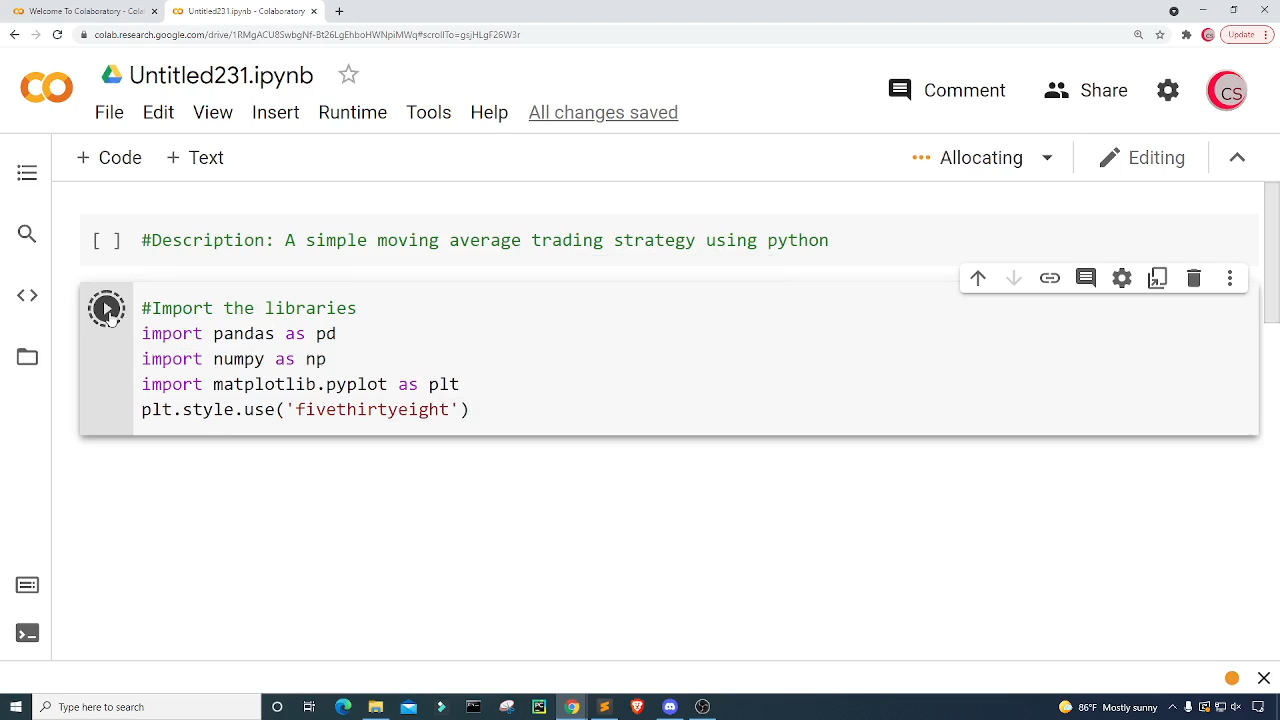 Welcome To Colaboratory - Colab
Untitled231.ipynb - Colaboratory
colab.research.google.com/drive/1RMgACU8SwbgNf-Bt26LgEhboHWNpiMWq#scrollTo=gsjHLgF26W3r
Update
Untitled231.ipynb
Comment
Share
CS
File Edit View Insert Runtime Tools Help All changes saved
+ Code + Text
Allocating
Editing
[ ] #Description: A simple moving average trading strategy using python
#Import the libraries
import pandas as pd
import numpy as np
import matplotlib.pyplot as plt
plt.style.use('fivethirtyeight')
Type here to search
86°F Mostly sunny